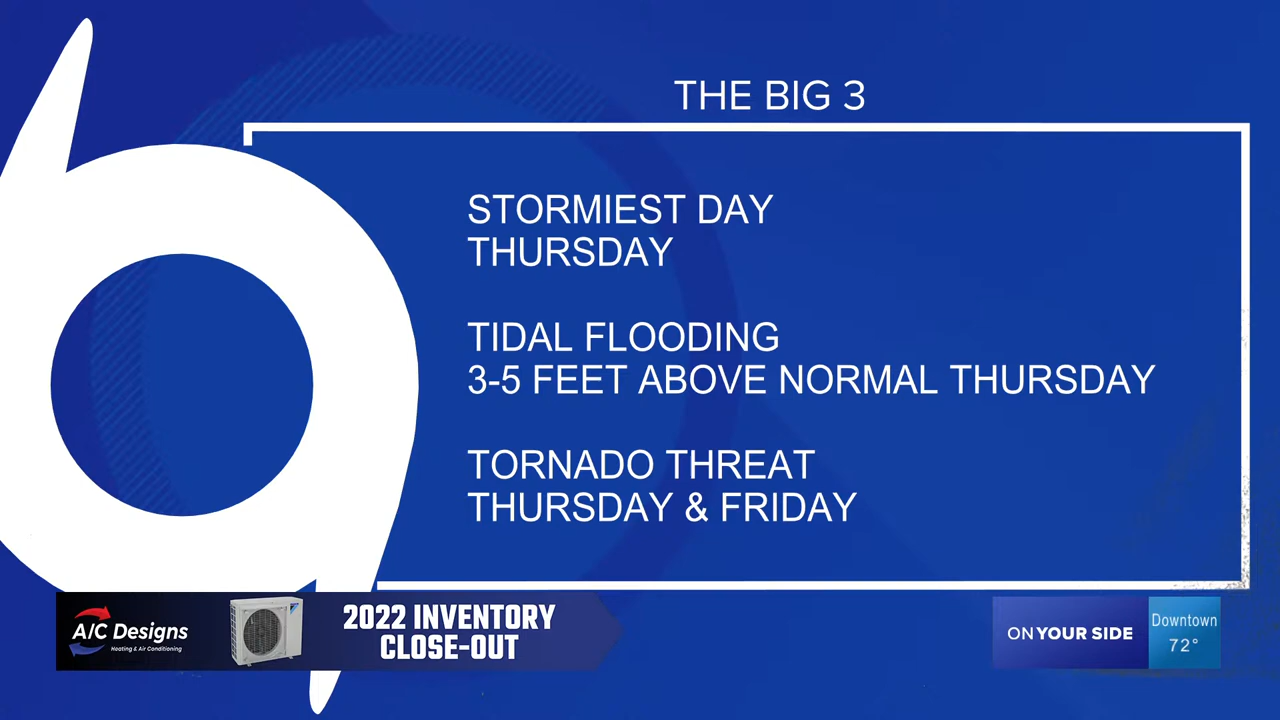 THE BIG 3
STORMIEST DAY
THURSDAY
TIDAL FLOODING
3-5 FEET ABOVE NORMAL THURSDAY
TORNADO THREAT
THURSDAY & FRIDAY
A/C Designs
Heating & Air Conditioning
2022 INVENTORY
CLOSE-OUT
ON YOUR SIDE
Downtown
72°